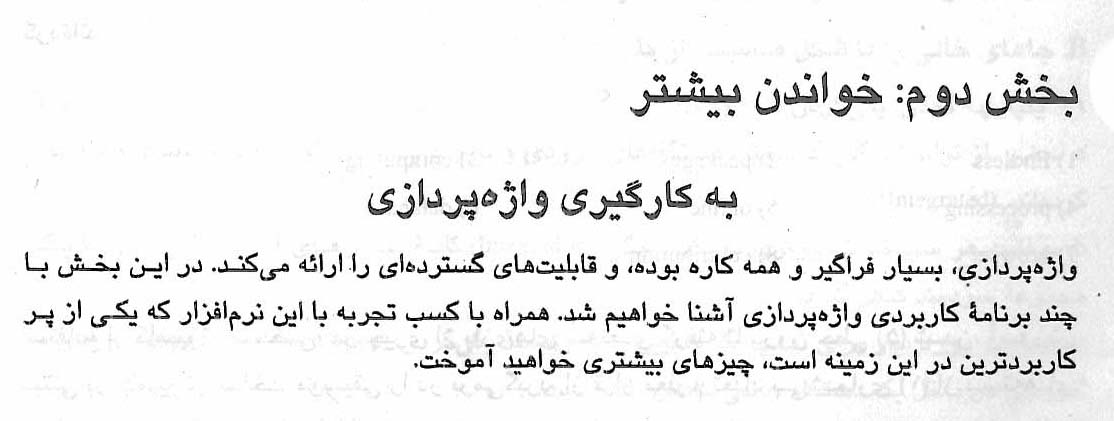 بخش دوم: خواندن بیشتر
به کارگیری واژه‌پردازی
واژه‌پردازی، بسیار فراگیر و همه کاره بوده، و قابلیت‌های گسترده‌ای را ارائه می‌کند. در این بخش با
چند برنامهٔ کاربردی واژه‌پردازی آشنا خواهیم شد. همراه با کسب تجربه با این نرم‌افزار که یکی از پر
کاربردترین در این زمینه است، چیزهای بیشتری خواهید آموخت.